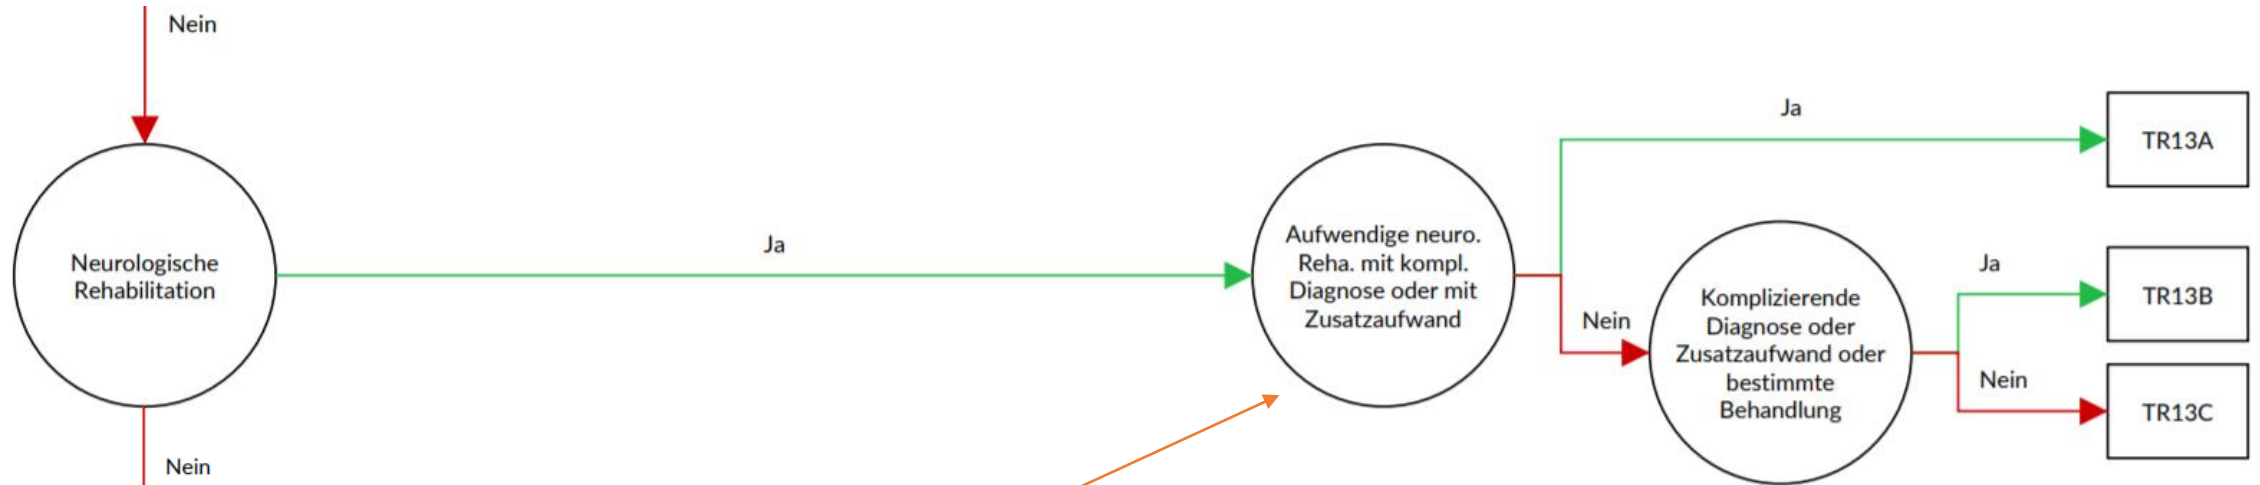 Nein
Neurologische
Rehabilitation
Nein
Ja
Aufwendige neuro.
Reha. mit kompl.
Diagnose oder mit
Zusatzaufwand
Ja
Nein
Komplizierende
Diagnose oder
Zusatzaufwand oder
bestimmte
Behandlung
Ja
Nein
TR13A
TR13B
TR13C